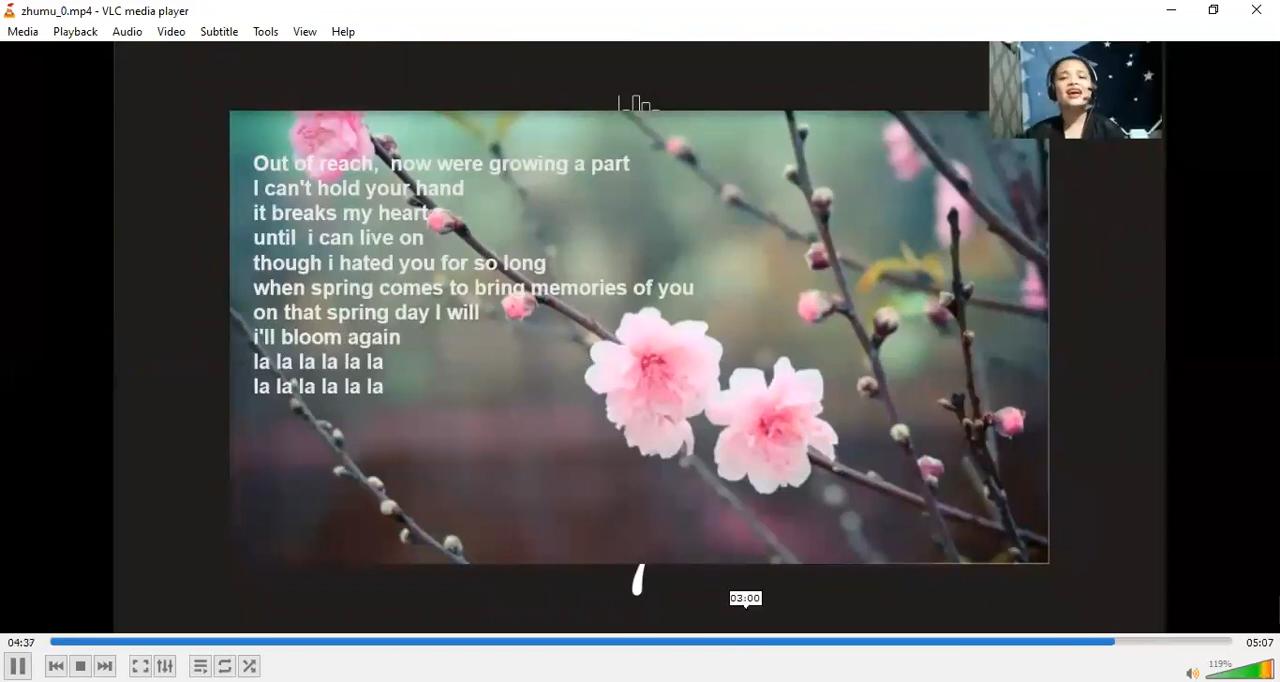 zhumu_0.mp4 - VLC media player
Media Playback Audio Video Subtitle Tools View Help
Out of reach, now were growing a part
I can't hold your hand
it breaks my heart
until i can live on
though i hated you for so long
when spring comes to bring memories of you
on that spring day I will
i'll bloom again
la la la la la la
la la la la la la
03:00
04:37
05:07
119%